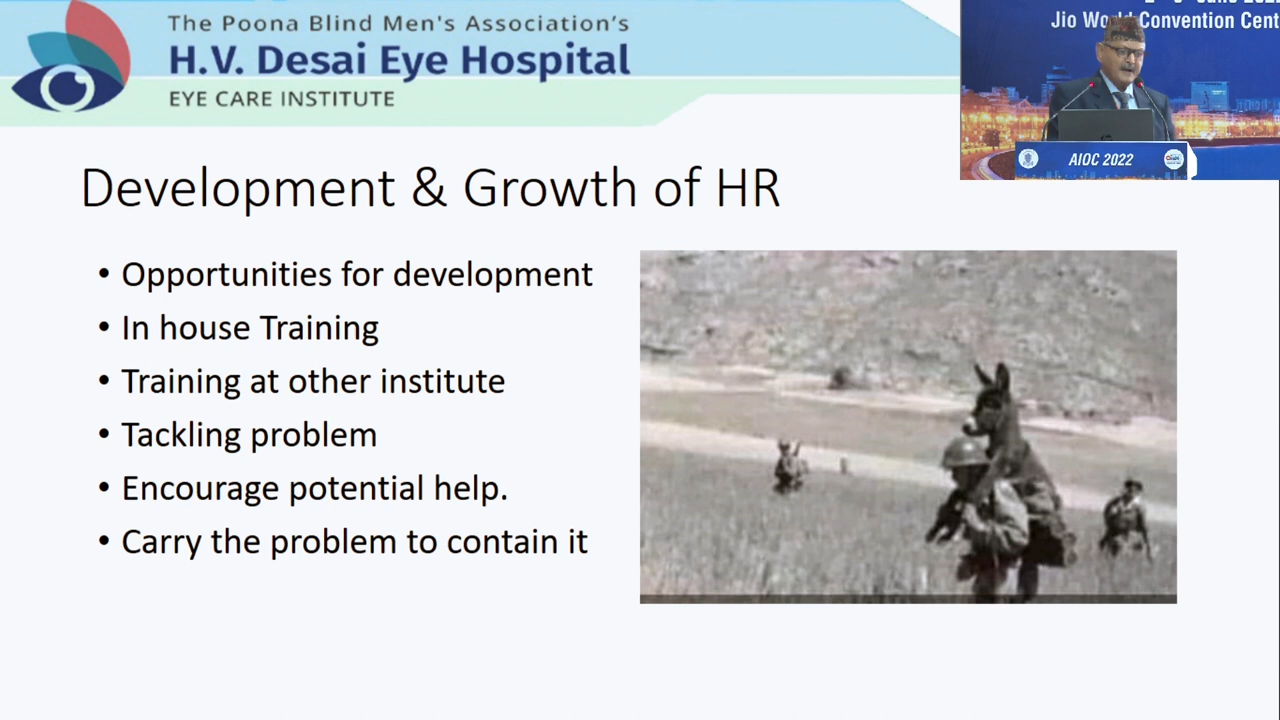 The Poona Blind Men's Association's
H.V. Desai Eye Hospital
EYE CARE INSTITUTE
Jio World Convention Cent
AIOC 2022
Development & Growth of HR
• Opportunities for development
• In house Training
• Training at other institute
• Tackling problem
• Encourage potential help.
• Carry the problem to contain it